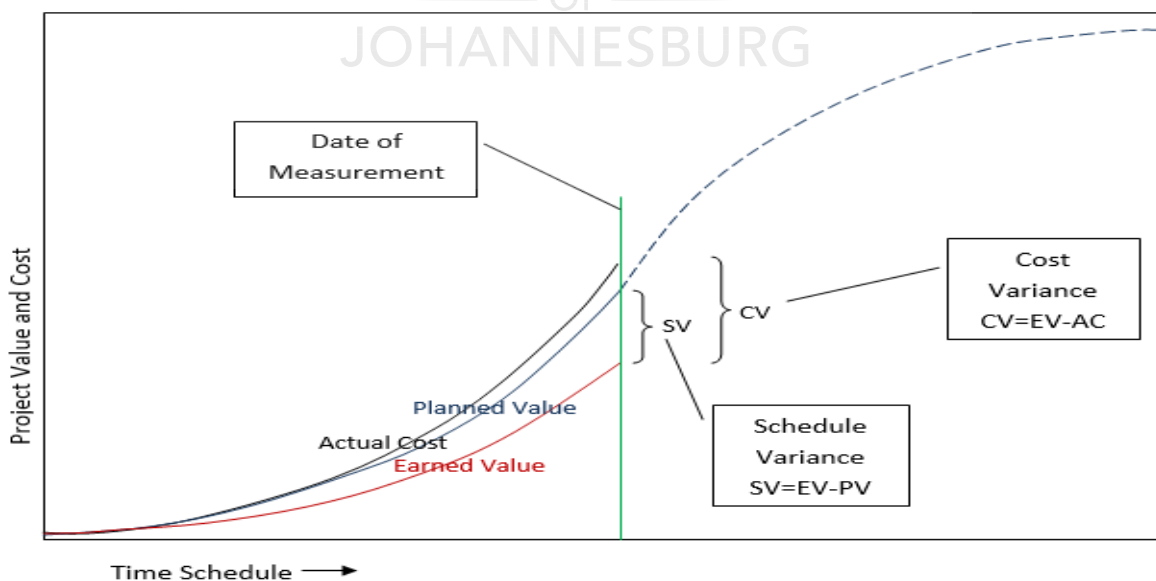 OF
JOHANNESBURG
Date of
Measurement
Project Value and Cost
Cost
Variance
CV=EV-AC
SV
CV
Planned Value
Actual Cost
Earned Value
Schedule
Variance
SV=EV-PV
Time Schedule